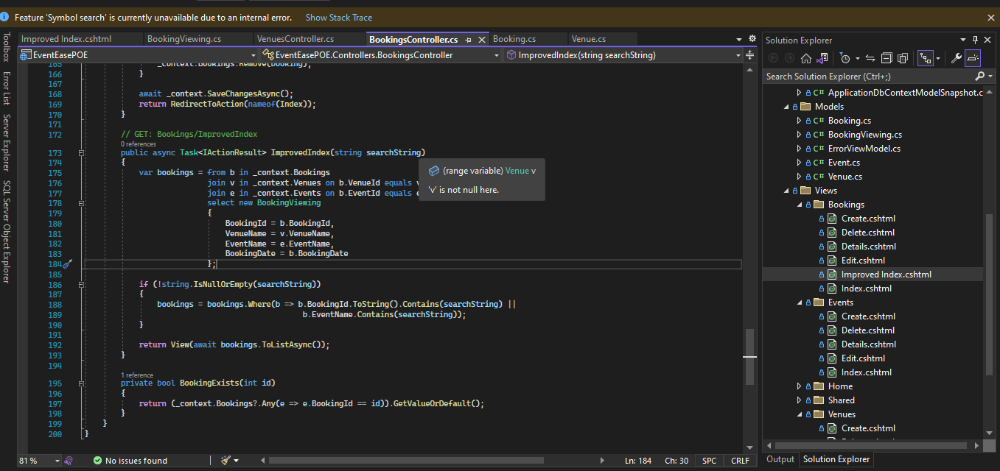 Feature 'Symbol search' is currently unavailable due to an internal error. Show Stack Trace
Toolbox
Error List
Server Explorer
SQL Server Object Explorer
Improved Index.cshtml BookingViewing.cs VenuesController.cs BookingsController.cs Booking.cs Venue.cs
EventEasePOE EventEasePOE.Controllers.BookingsController ImprovedIndex(string searchString)
165 _context.Bookings.Remove(booking);
166 }
167
168 await _context.SaveChangesAsync();
169 return RedirectToAction(nameof(Index));
170 }
171
172 // GET: Bookings/ImprovedIndex
0 references
173 public async Task<IActionResult> ImprovedIndex(string searchString)
174 {
175 var bookings = from b in _context.Bookings
176 join v in _context.Venues on b.VenueId equals
177 join e in _context.Events on b.EventId equals
178 select new BookingViewing
179 {
180 BookingId = b.BookingId,
181 VenueName = v.VenueName,
182 EventName = e.EventName,
183 BookingDate = b.BookingDate
184 };
185
186 if (!string.IsNullOrEmpty(searchString))
187 {
188 bookings = bookings.Where(b => b.BookingId.ToString().Contains(searchString) ||
189 b.EventName.Contains(searchString));
190 }
191
192 return View(await bookings.ToListAsync());
193 }
194
1 reference
195 private bool BookingExists(int id)
196 {
197 return (_context.Bookings?.Any(e => e.BookingId == id)).GetValueOrDefault();
198 }
199 }
200 }
(range variable) Venue v
'v' is not null here.
81 % No issues found Ln: 184 Ch: 30 SPC CRLF
Solution Explorer
Search Solution Explorer (Ctrl+;)
C# ApplicationDbContextModelSnapshot.c
Models
C# Booking.cs
C# BookingViewing.cs
C# ErrorViewModel.cs
C# Event.cs
C# Venue.cs
Views
Bookings
Create.cshtml
Delete.cshtml
Details.cshtml
Edit.cshtml
Improved Index.cshtml
Index.cshtml
Events
Create.cshtml
Delete.cshtml
Details.cshtml
Edit.cshtml
Index.cshtml
Home
Shared
Venues
Create.cshtml
Output Solution Explorer